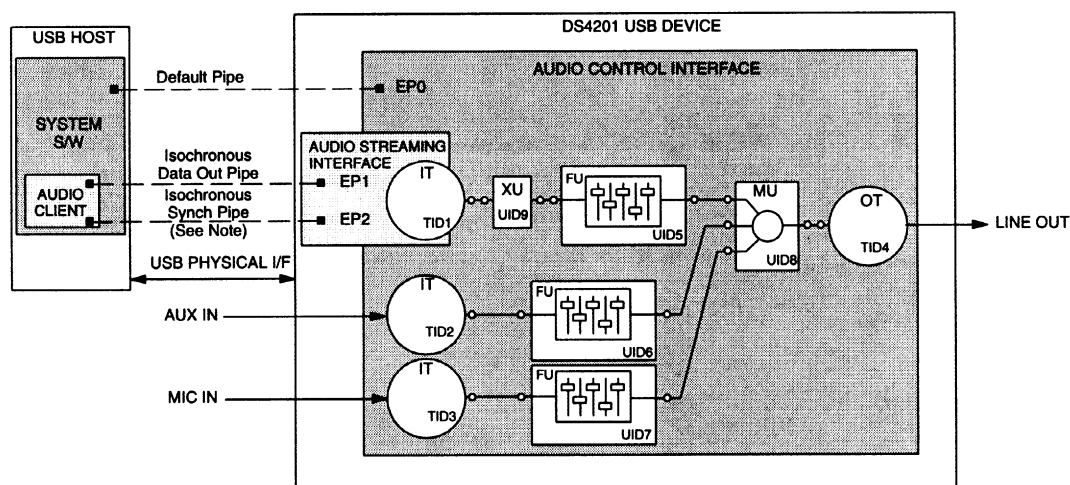 USB HOST
SYSTEM
S/W
AUDIO
CLIENT
Default Pipe
Isochronous
Data Out Pipe
Isochronous
Synch Pipe
(See Note)
USB PHYSICAL I/F
AUX IN
MIC IN
DS4201 USB DEVICE
AUDIO CONTROL INTERFACE
EP0
AUDIO STREAMING
INTERFACE
EP1
EP2
IT
TID1
XU
UID9
FU
UID5
MU
UID8
OT
TID4
LINE OUT
IT
TID2
FU
UID6
IT
TID3
FU
UID7